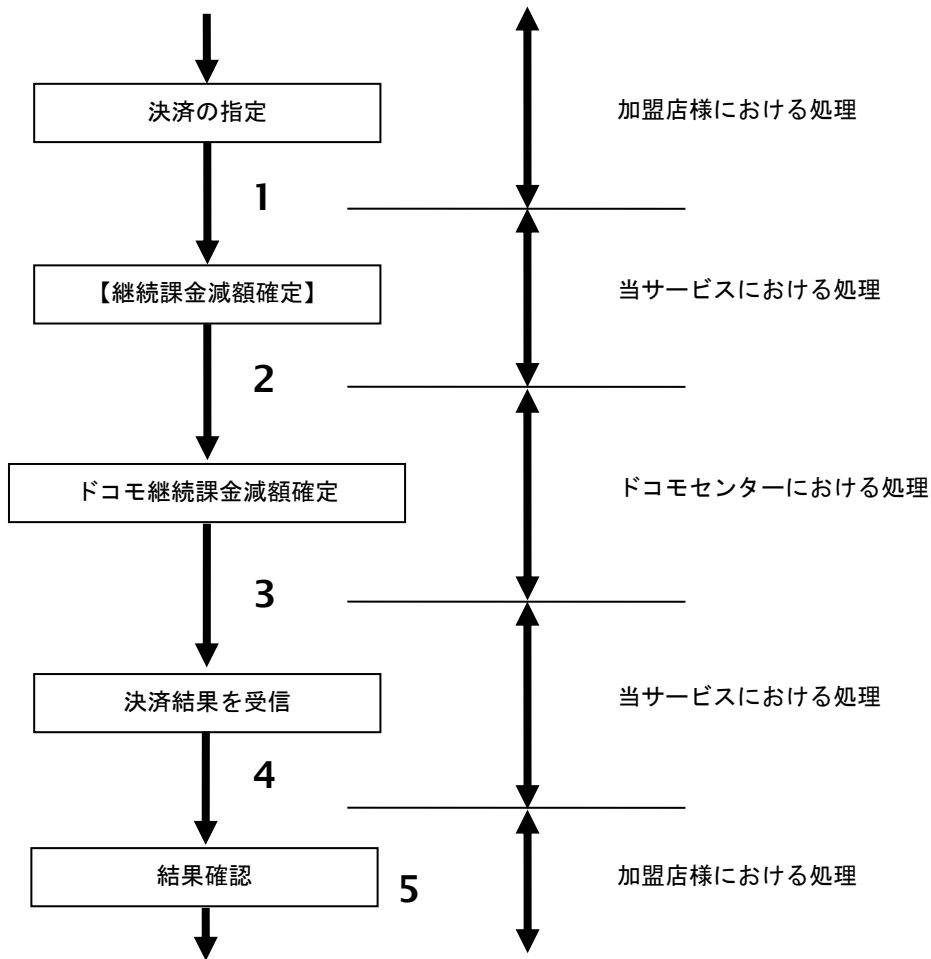 決済の指定
加盟店様における処理
1
【継続課金減額確定】
当サービスにおける処理
2
ドコモ継続課金減額確定
ドコモセンターにおける処理
3
決済結果を受信
当サービスにおける処理
4
結果確認
5
加盟店様における処理